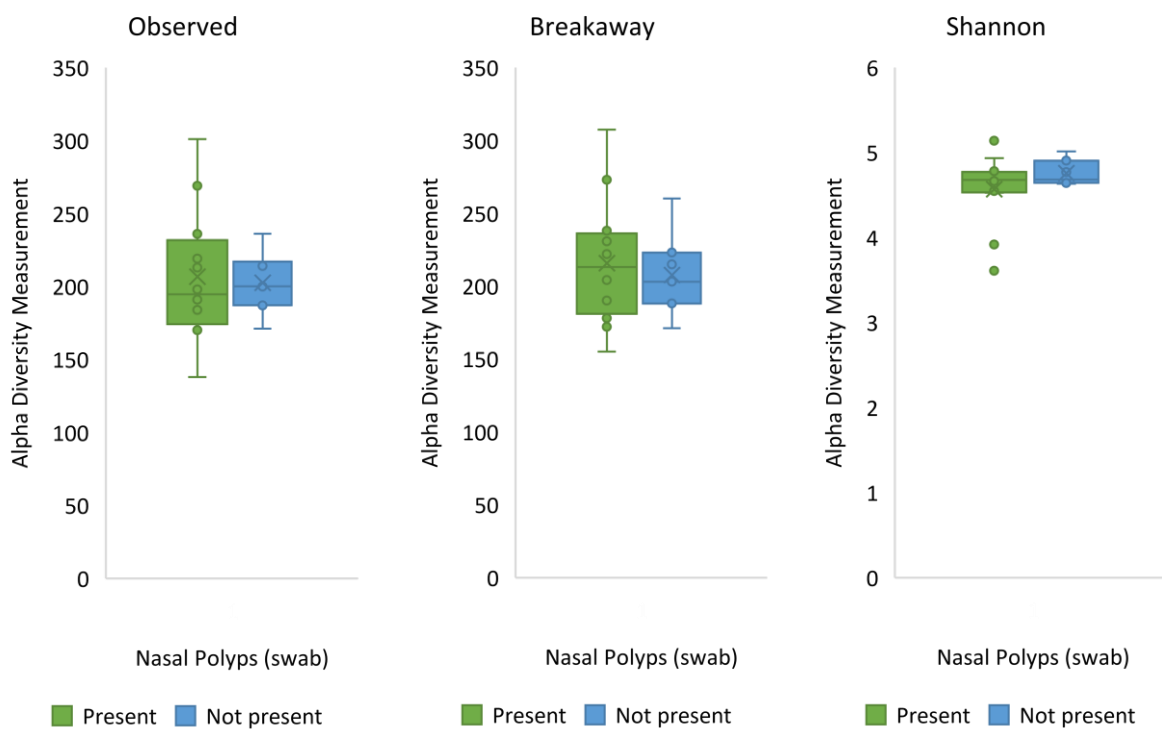 Observed
350
300
250
200
150
100
50
0
Alpha Diversity Measurement
Nasal Polyps (swab)
Present Not present
Breakaway
350
300
250
200
150
100
50
0
Alpha Diversity Measurement
Nasal Polyps (swab)
Present Not present
Shannon
6
5
4
3
2
1
0
Alpha Diversity Measurement
Nasal Polyps (swab)
Present Not present